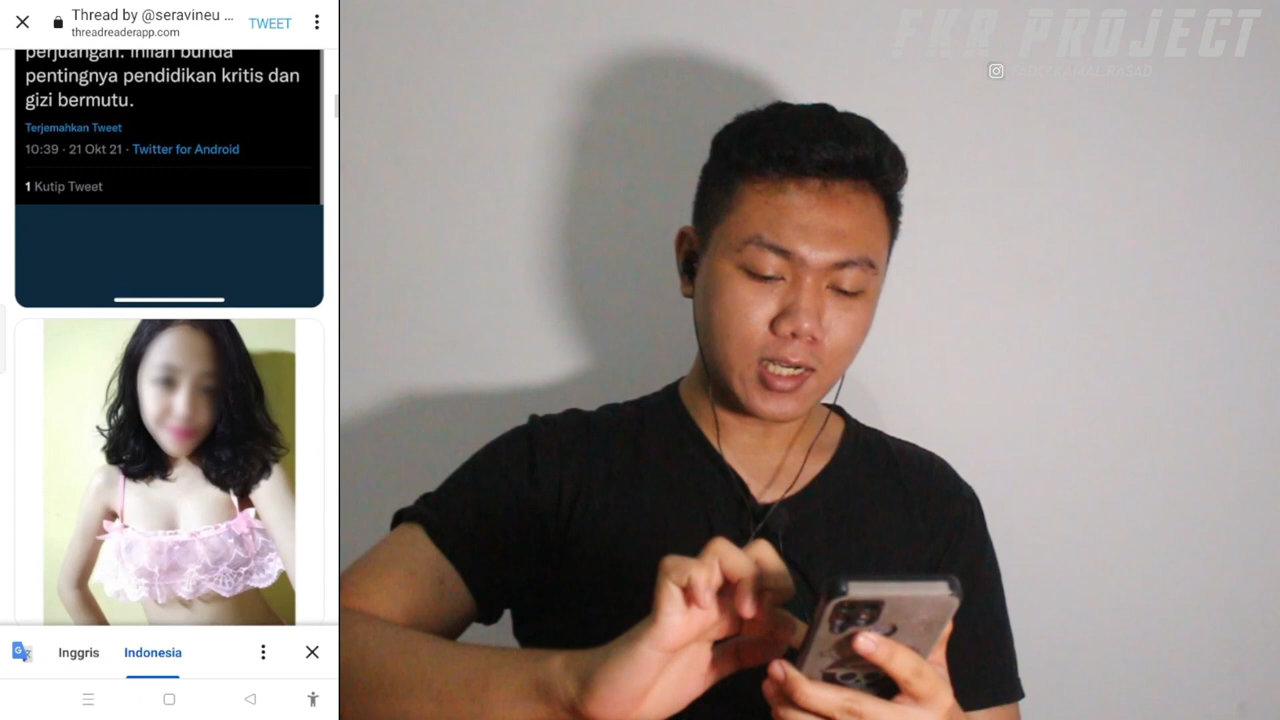 Thread by @seravineu ...
threadreaderapp.com
TWEET
perjuangan. Inilah bunda
pentingnya pendidikan kritis dan
gizi bermutu.
Terjemahkan Tweet
10:39 · 21 Okt 21 · Twitter for Android
1 Kutip Tweet
Inggris
Indonesia
FKR PROJECT